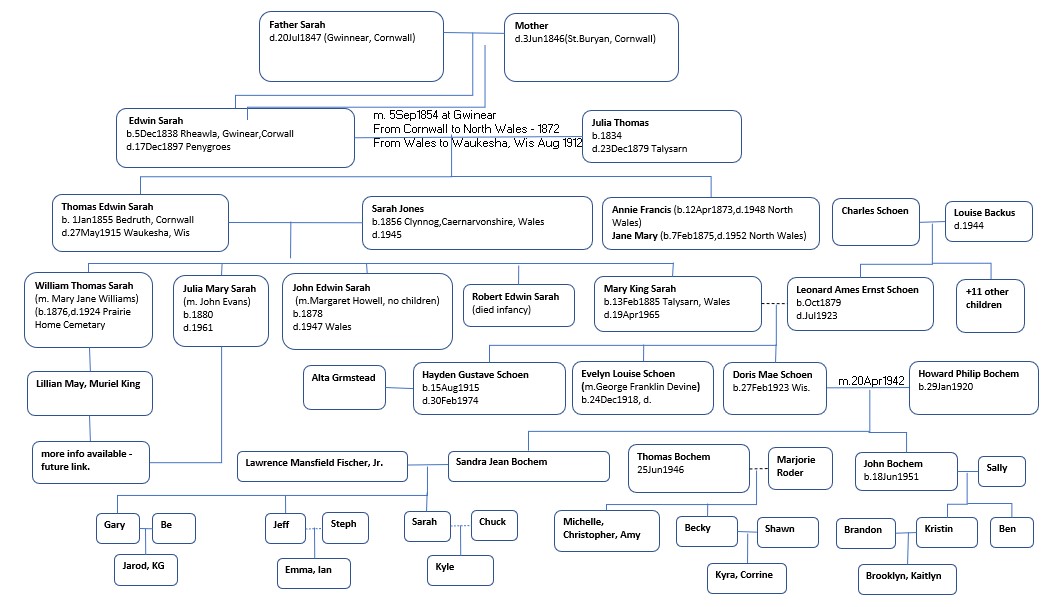 Father Sarah
d.20Jul1847 (Gwinnear, Cornwall)
Mother
d.3Jun1846(St.Buryan, Cornwall)
Edwin Sarah
b.5Dec1838 Rheawla, Gwinear,Corwall
d.17Dec1897 Penygroes
m. 5Sep1854 at Gwinear
From Cornwall to North Wales - 1872
From Wales to Waukesha, Wis Aug 1912
Julia Thomas
b.1834
d.23Dec1879 Talysarn
Thomas Edwin Sarah
b. 1Jan1855 Bedruth, Cornwall
d.27May1915 Waukesha, Wis
Sarah Jones
b.1856 Clynnog,Caernarvonshire, Wales
d.1945
Annie Francis (b.12Apr1873,d.1948 North
Wales)
Jane Mary (b.7Feb1875,d.1952 North Wales)
Charles Schoen
Louise Backus
d.1944
William Thomas Sarah
(m. Mary Jane Williams)
(b.1876,d.1924 Prairie
Home Cemetary)
Julia Mary Sarah
(m. John Evans)
b.1880
d.1961
John Edwin Sarah
(m.Margaret Howell, no children)
b.1878
d.1947 Wales
Robert Edwin Sarah
(died infancy)
Mary King Sarah
b.13Feb1885 Talysarn, Wales
d.19Apr1965
Leonard Ames Ernst Schoen
b.Oct1879
d.Jul1923
+11 other
children
Lillian May, Muriel King
Alta Grmstead
Hayden Gustave Schoen
b.15Aug1915
d.30Feb1974
Evelyn Louise Schoen
(m.George Franklin Devine)
b.24Dec1918, d.
Doris Mae Schoen
b.27Feb1923 Wis.
m.20Apr1942
Howard Philip Bochem
b.29Jan1920
more info available -
future link.
Lawrence Mansfield Fischer, Jr.
Sandra Jean Bochem
Thomas Bochem
25Jun1946
Marjorie
Roder
John Bochem
b.18Jun1951
Sally
Gary
Be
Jeff
Steph
Sarah
Chuck
Michelle,
Christopher, Amy
Becky
Shawn
Brandon
Kristin
Ben
Jarod, KG
Emma, Ian
Kyle
Kyra, Corrine
Brooklyn, Kaitlyn